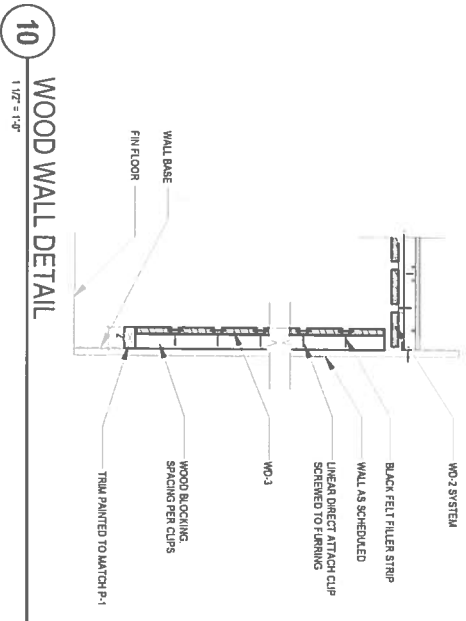 WD-2 SYSTEM
BLACK FELT FILLER STRIP
WALL AS SCHEDULED
LINEAR DIRECT ATTACH CLIP
SCREWED TO FURRING
WD-3
WOOD BLOCKING,
SPACING PER CLIPS
TRIM PAINTED TO MATCH P-1
WALL BASE
FIN FLOOR
10
WOOD WALL DETAIL
1 1/2" = 1'-0"